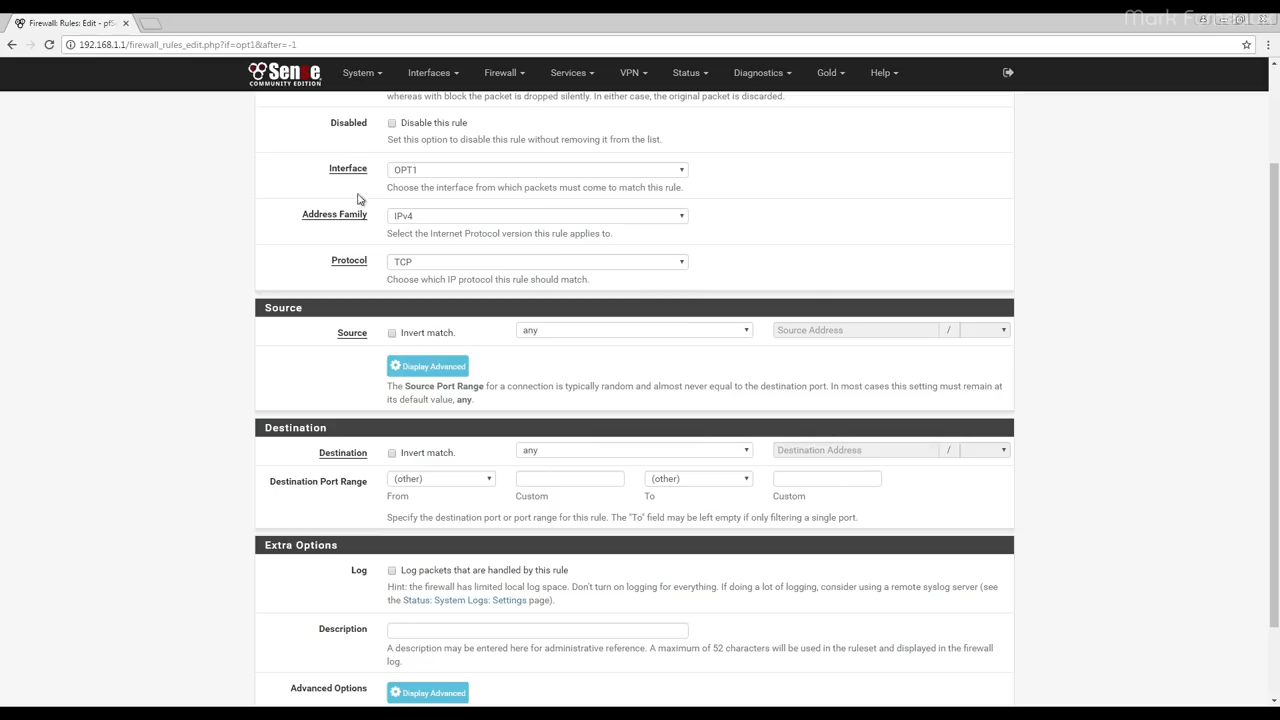 Firewall: Rules: Edit - pfS
Mark Fu
192.168.1.1/firewall_rules_edit.php?if=opt1&after=-1
Sense
COMMUNITY EDITION
System
Interfaces
Firewall
Services
VPN
Status
Diagnostics
Gold
Help
whereas with block the packet is dropped silently. In either case, the original packet is discarded.
Disabled
Disable this rule
Set this option to disable this rule without removing it from the list.
Interface
OPT1
Choose the interface from which packets must come to match this rule.
Address Family
IPv4
Select the Internet Protocol version this rule applies to.
Protocol
TCP
Choose which IP protocol this rule should match.
Source
Source
Invert match.
any
Source Address
/
Display Advanced
The Source Port Range for a connection is typically random and almost never equal to the destination port. In most cases this setting must remain at
its default value, any.
Destination
Destination
Invert match.
any
Destination Address
/
Destination Port Range
(other)
(other)
From
Custom
To
Custom
Specify the destination port or port range for this rule. The "To" field may be left empty if only filtering a single port.
Extra Options
Log
Log packets that are handled by this rule
Hint: the firewall has limited local log space. Don't turn on logging for everything. If doing a lot of logging, consider using a remote syslog server (see
the Status: System Logs: Settings page).
Description
A description may be entered here for administrative reference. A maximum of 52 characters will be used in the ruleset and displayed in the firewall
log.
Advanced Options
Display Advanced